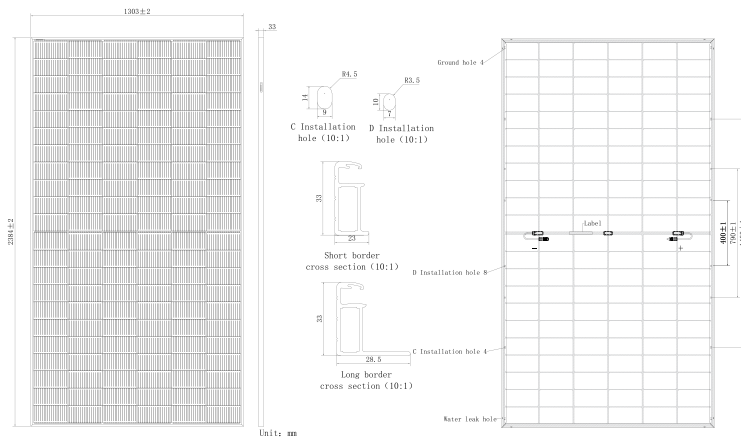 1303±2
33
2384±2
R4.5
14
9
C Installation
hole (10:1)
R3.5
10
7
D Installation
hole (10:1)
33
23
Short border
cross section (10:1)
33
28.5
Long border
cross section (10:1)
Unit: mm
Ground hole 4
Label
－
+
400±1
790±1
D Installation hole 8
C Installation hole 4
Water leak hole